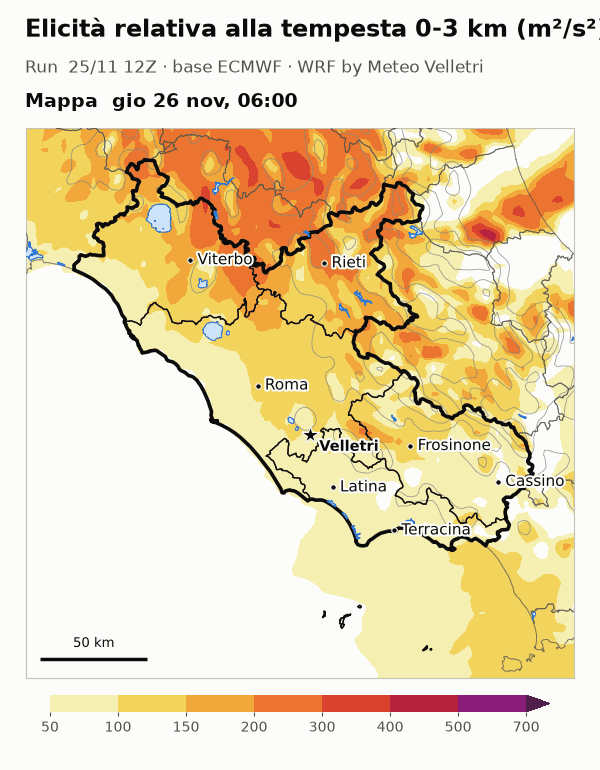 Elicità relativa alla tempesta 0-3 km (m²/s²)
Run  25/11 12Z · base ECMWF · WRF by Meteo Velletri
Mappa  gio 26 nov, 06:00
Viterbo
Rieti
Roma
Velletri
Frosinone
Cassino
Latina
Terracina
50 km
50 100 150 200 300 400 500 700